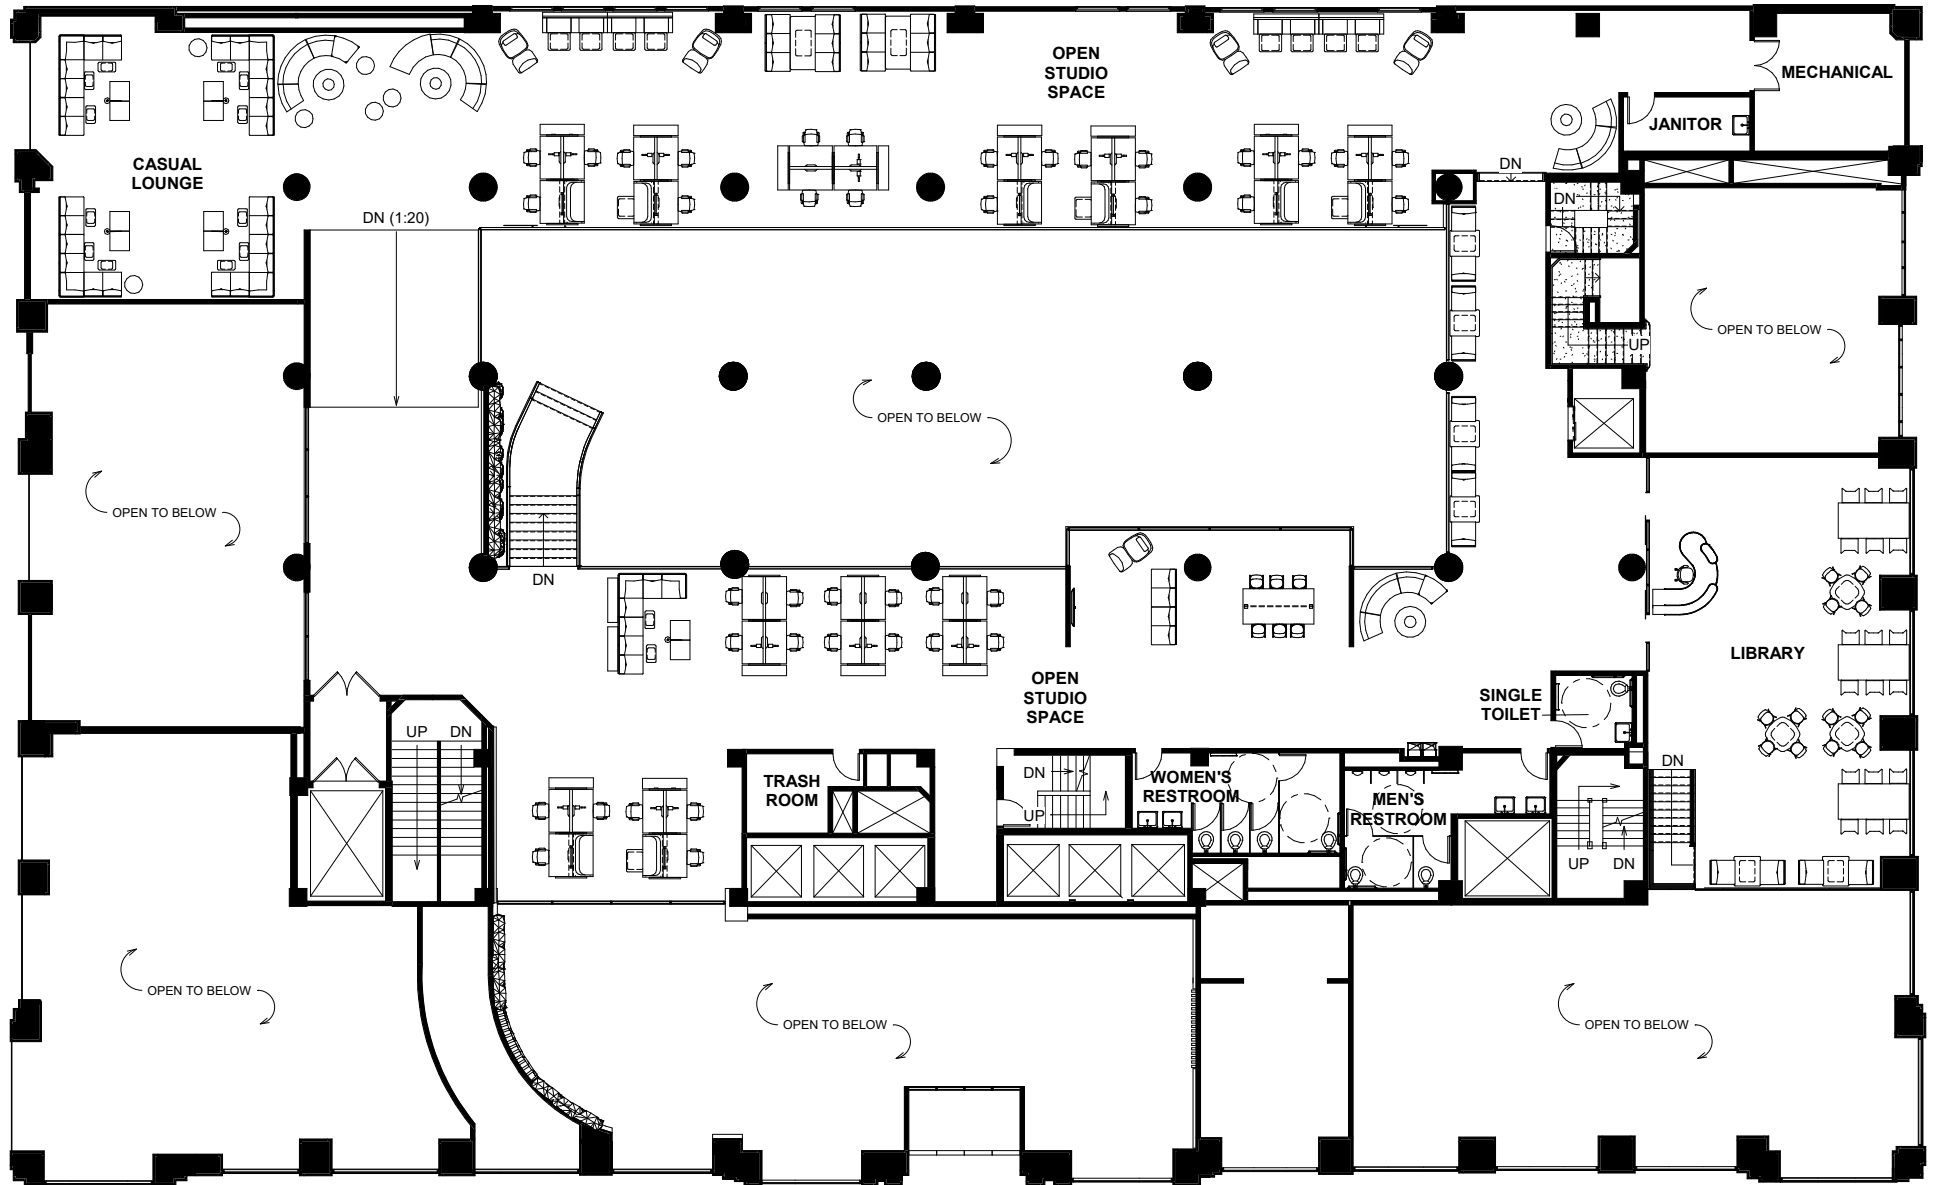 OPEN
STUDIO
SPACE
MECHANICAL
JANITOR
CASUAL
LOUNGE
DN
DN
DN (1:20)
OPEN TO BELOW
UP
OPEN TO BELOW
OPEN TO BELOW
DN
LIBRARY
OPEN
STUDIO
SPACE
SINGLE
TOILET
UP
DN
DN
DN
TRASH
ROOM
WOMEN'S
RESTROOM
MEN'S
RESTROOM
UP
UP
DN
OPEN TO BELOW
OPEN TO BELOW
OPEN TO BELOW